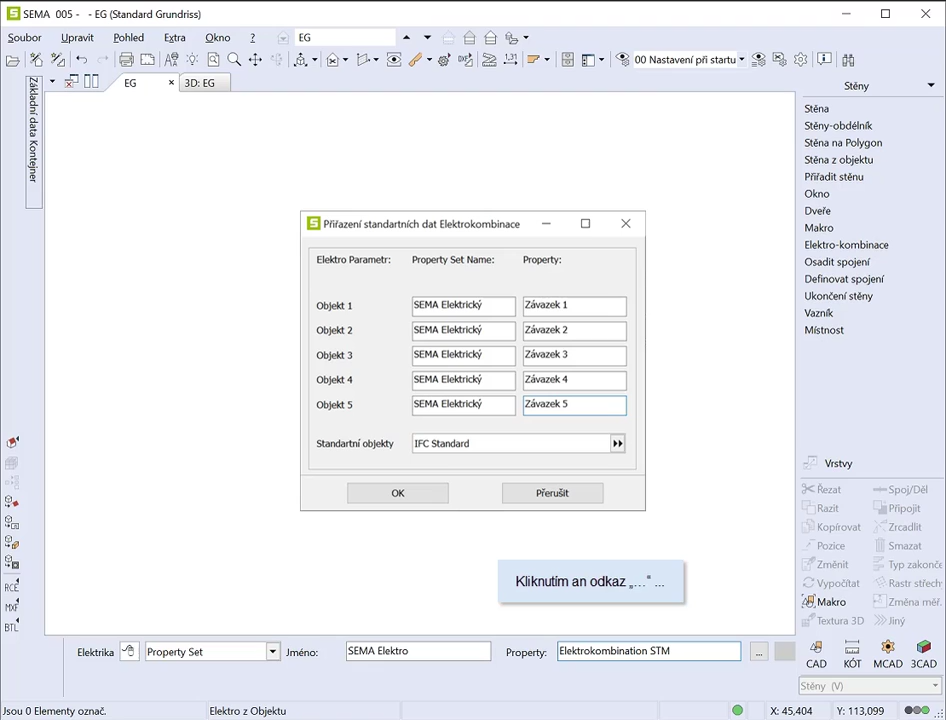 SEMA 005 - - EG (Standard Grundriss)
Soubor Upravit Pohled Extra Okno ? EG
00 Nastavení při startu
EG × 3D: EG
Základní data Kontejner
Stěny
Stěna
Stěny-obdélník
Stěna na Polygon
Stěna z objektu
Přiřadit stěnu
Okno
Dveře
Makro
Elektro-kombinace
Osadit spojení
Definovat spojení
Ukončení stěny
Vazník
Místnost
Přiřazení standartních dat Elektrokombinace
Elektro Parametr: Property Set Name: Property:
Objekt 1 SEMA Elektrický Závazek 1
Objekt 2 SEMA Elektrický Závazek 2
Objekt 3 SEMA Elektrický Závazek 3
Objekt 4 SEMA Elektrický Závazek 4
Objekt 5 SEMA Elektrický Závazek 5
Standartní objekty IFC Standard
OK Přerušit
Kliknutím an odkaz „…“ ...
RCE
MXF
BTL
Vrstvy
Řezat Spoj/Děl
Razit Připojit
Kopírovat Zrcadlit
Pozice Smazat
Změnit Typ zakonče
Vypočítat Rastr střech
Makro Změna měř.
Textura 3D Jiný
CAD KÓT MCAD 3CAD
Stěny (V)
Elektrika Property Set Jméno: SEMA Elektro Property: Elektrokombination STM ...
Jsou 0 Elementy označ. Elektro z Objektu X: 45,404 Y: 113,099